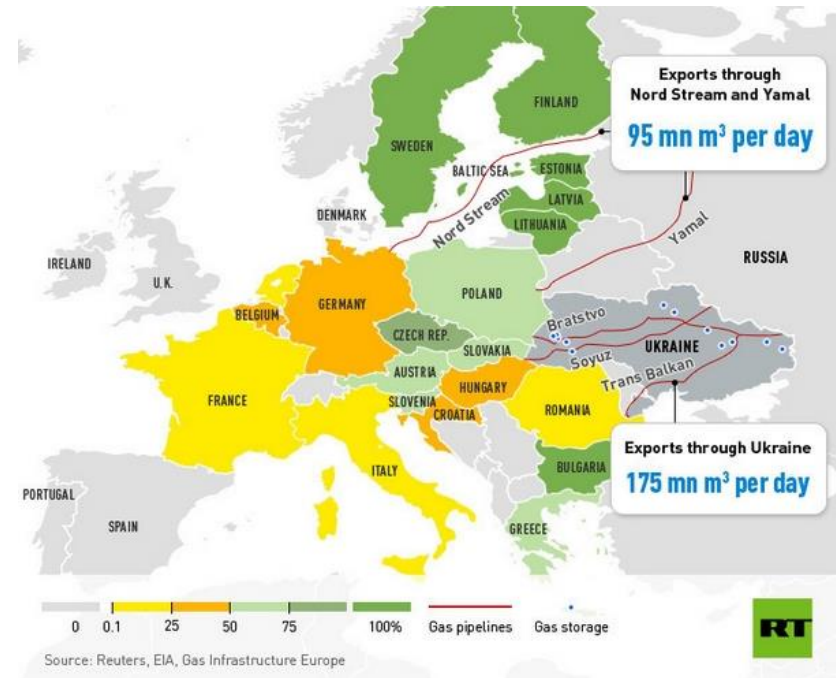 Exports through
Nord Stream and Yamal
95 mn m³ per day
FINLAND
SWEDEN
BALTIC SEA
ESTONIA
LATVIA
LITHUANIA
DENMARK
Nord Stream
Yamal
RUSSIA
IRELAND
U.K.
BELGIUM
GERMANY
POLAND
CZECH REP.
Bratstvo
SLOVAKIA
Soyuz
UKRAINE
Trans Balkan
AUSTRIA
HUNGARY
FRANCE
SLOVENIA
CROATIA
ROMANIA
Exports through Ukraine
175 mn m³ per day
ITALY
BULGARIA
PORTUGAL
SPAIN
GREECE
0 0.1 25 50 75 100% Gas pipelines Gas storage
RT
Source: Reuters, EIA, Gas Infrastructure Europe